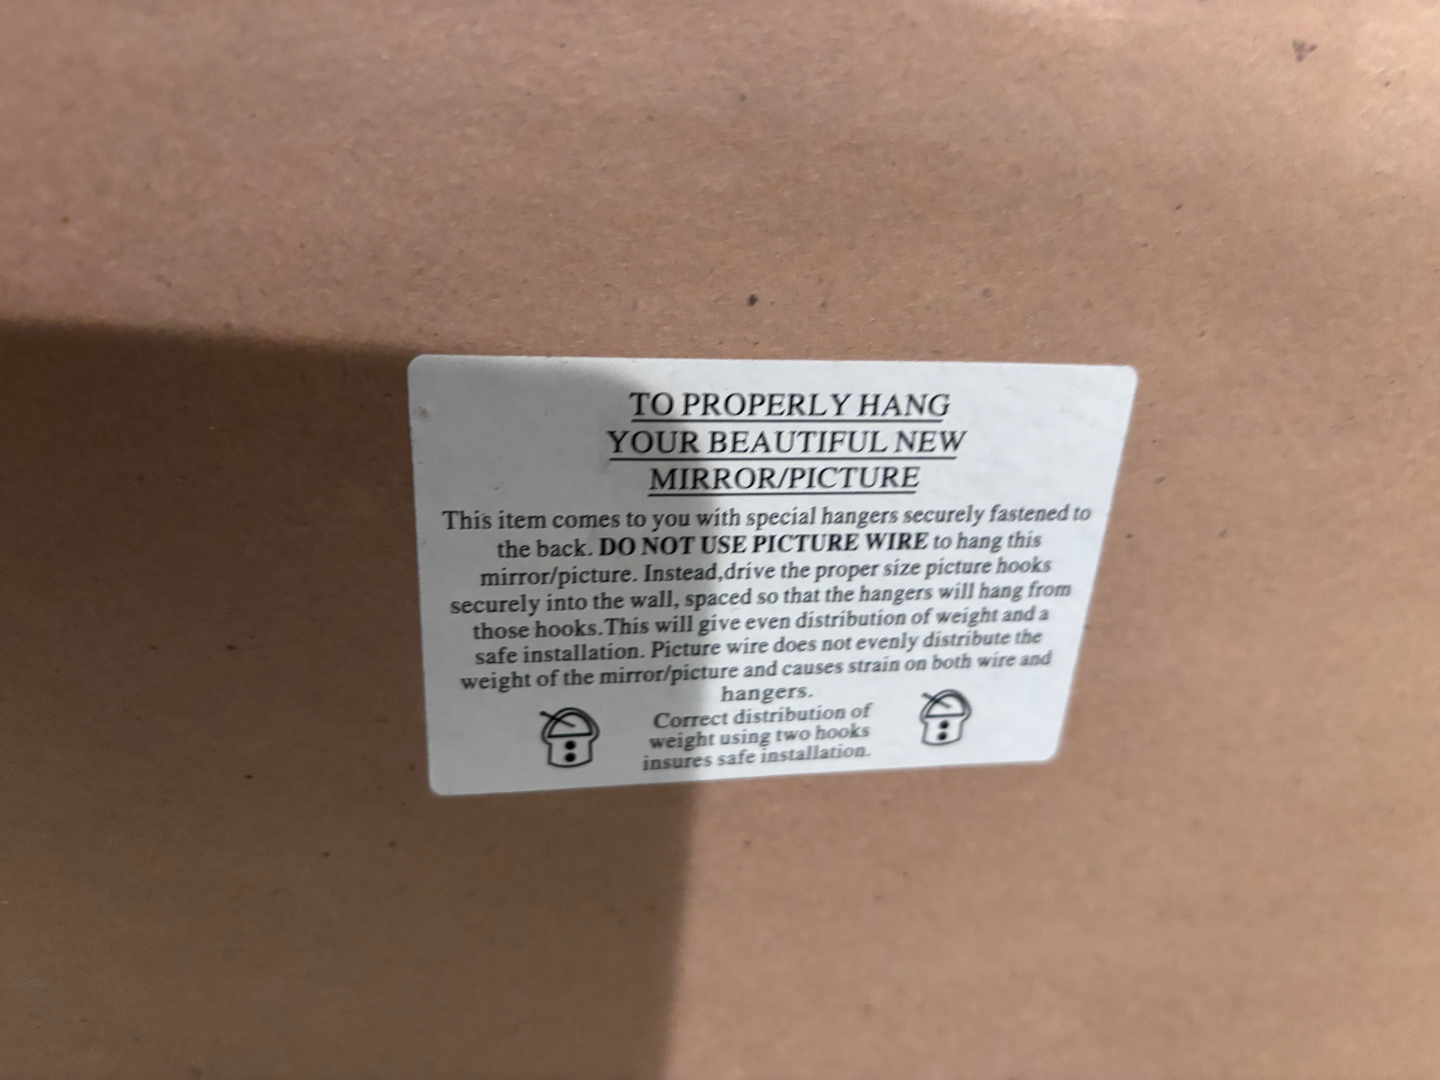 TO PROPERLY HANG
YOUR BEAUTIFUL NEW
MIRROR/PICTURE
This item comes to you with special hangers securely fastened to
the back. DO NOT USE PICTURE WIRE to hang this
mirror/picture. Instead,drive the proper size picture hooks
securely into the wall, spaced so that the hangers will hang from
those hooks.This will give even distribution of weight and a
safe installation. Picture wire does not evenly distribute the
weight of the mirror/picture and causes strain on both wire and
hangers.
Correct distribution of
weight using two hooks
insures safe installation.